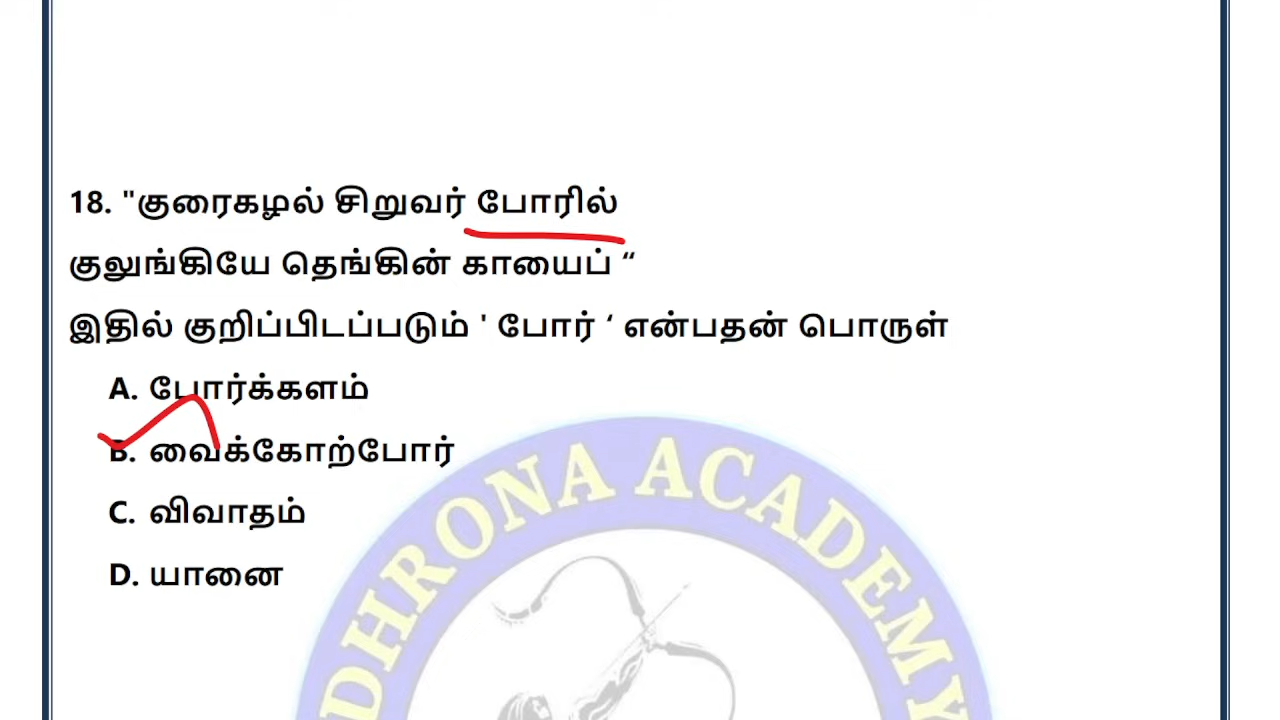 18. "குரைகழல் சிறுவர் போரில்
குலுங்கியே தெங்கின் காயைப் “
இதில் குறிப்பிடப்படும் ' போர் ‘ என்பதன் பொருள்
A. போர்க்களம்
B. வைக்கோற்போர்
C. விவாதம்
D. யானை
DHRONA ACADEMY